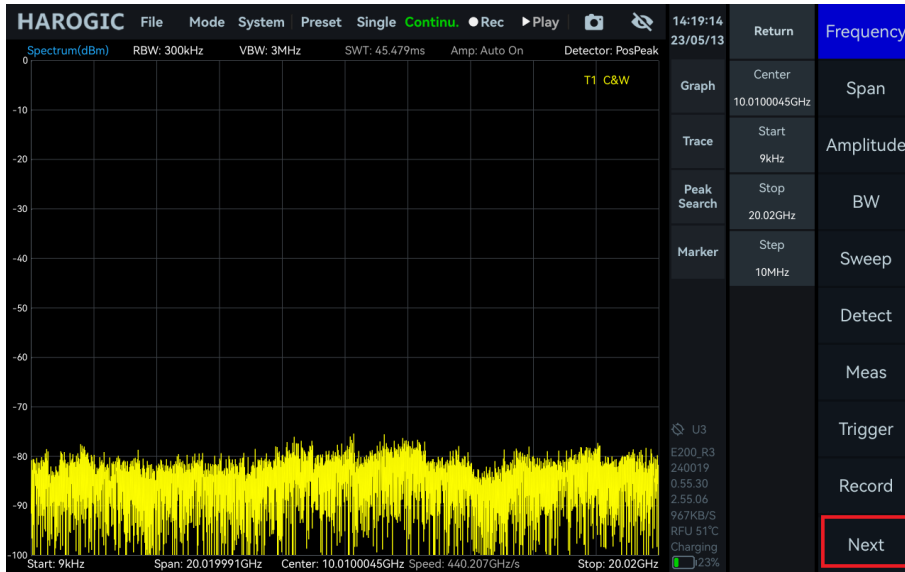 HAROGIC File Mode System Preset Single Continu. Rec Play
14:19:14
23/05/13
Spectrum(dBm) RBW: 300kHz VBW: 3MHz SWT: 45.479ms Amp: Auto On Detector: PosPeak
T1 C&W
0
-10
-20
-30
-40
-50
-60
-70
-80
-90
-100
Start: 9kHz Span: 20.019991GHz Center: 10.0100045GHz Speed: 440.207GHz/s Stop: 20.02GHz
Graph
Trace
Peak
Search
Marker
U3
E200_R3
240019
0.55.30
2.55.06
967KB/S
RFU 51°C
Charging
23%
Return
Center
10.0100045GHz
Start
9kHz
Stop
20.02GHz
Step
10MHz
Frequency
Span
Amplitude
BW
Sweep
Detect
Meas
Trigger
Record
Next